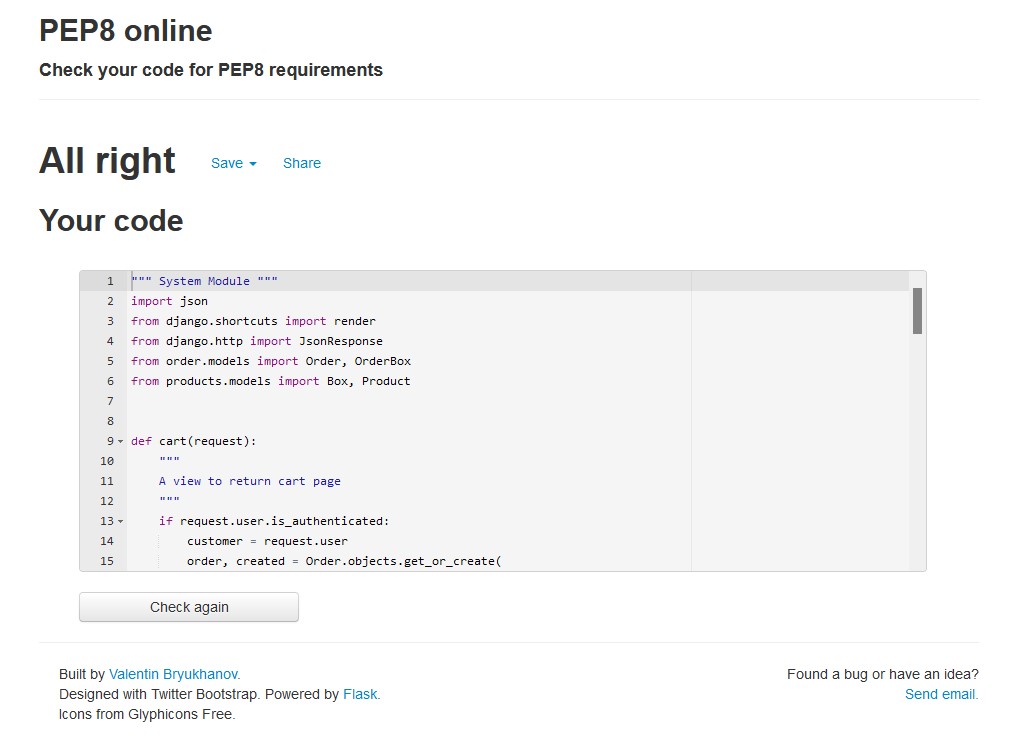 PEP8 online
Check your code for PEP8 requirements
All right Save Share
Your code
1 """ System Module """
2 import json
3 from django.shortcuts import render
4 from django.http import JsonResponse
5 from order.models import Order, OrderBox
6 from products.models import Box, Product
7
8
9 def cart(request):
10 """
11 A view to return cart page
12 """
13 if request.user.is_authenticated:
14 customer = request.user
15 order, created = Order.objects.get_or_create(
Check again
Built by Valentin Bryukhanov.
Designed with Twitter Bootstrap. Powered by Flask.
Icons from Glyphicons Free.
Found a bug or have an idea?
Send email.